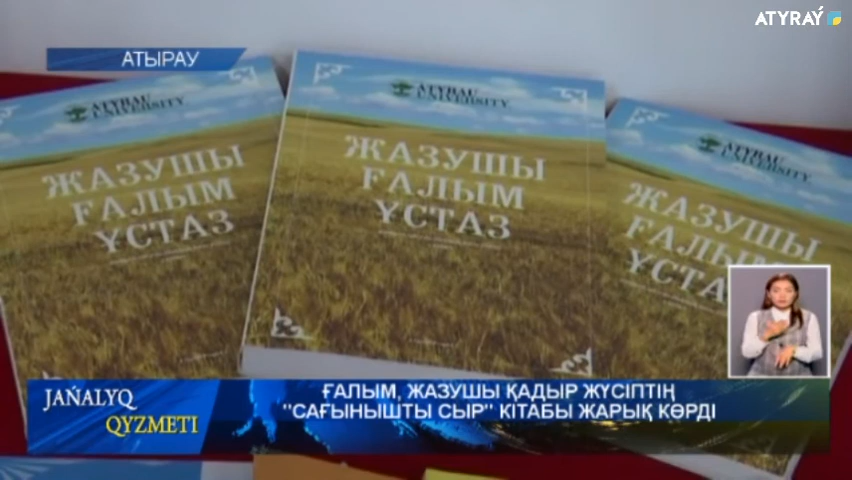 ATYRAÝ
АТЫРАУ
ATYRAU
UNIVERSITY
ЖАЗУШЫ
ҒАЛЫМ
ҰСТАЗ
ATYRAU
UNIVERSITY
ЖАЗУШЫ
ҒАЛЫМ
ҰСТАЗ
ATYRAU
UNIVERSITY
ЖАЗУШЫ
ҒАЛЫМ
ҰСТАЗ
JAŃALYQ
QYZMETI
ҒАЛЫМ, ЖАЗУШЫ ҚАДЫР ЖҮСІПТІҢ
"САҒЫНЫШТЫ СЫР" КІТАБЫ ЖАРЫҚ КӨРДІ